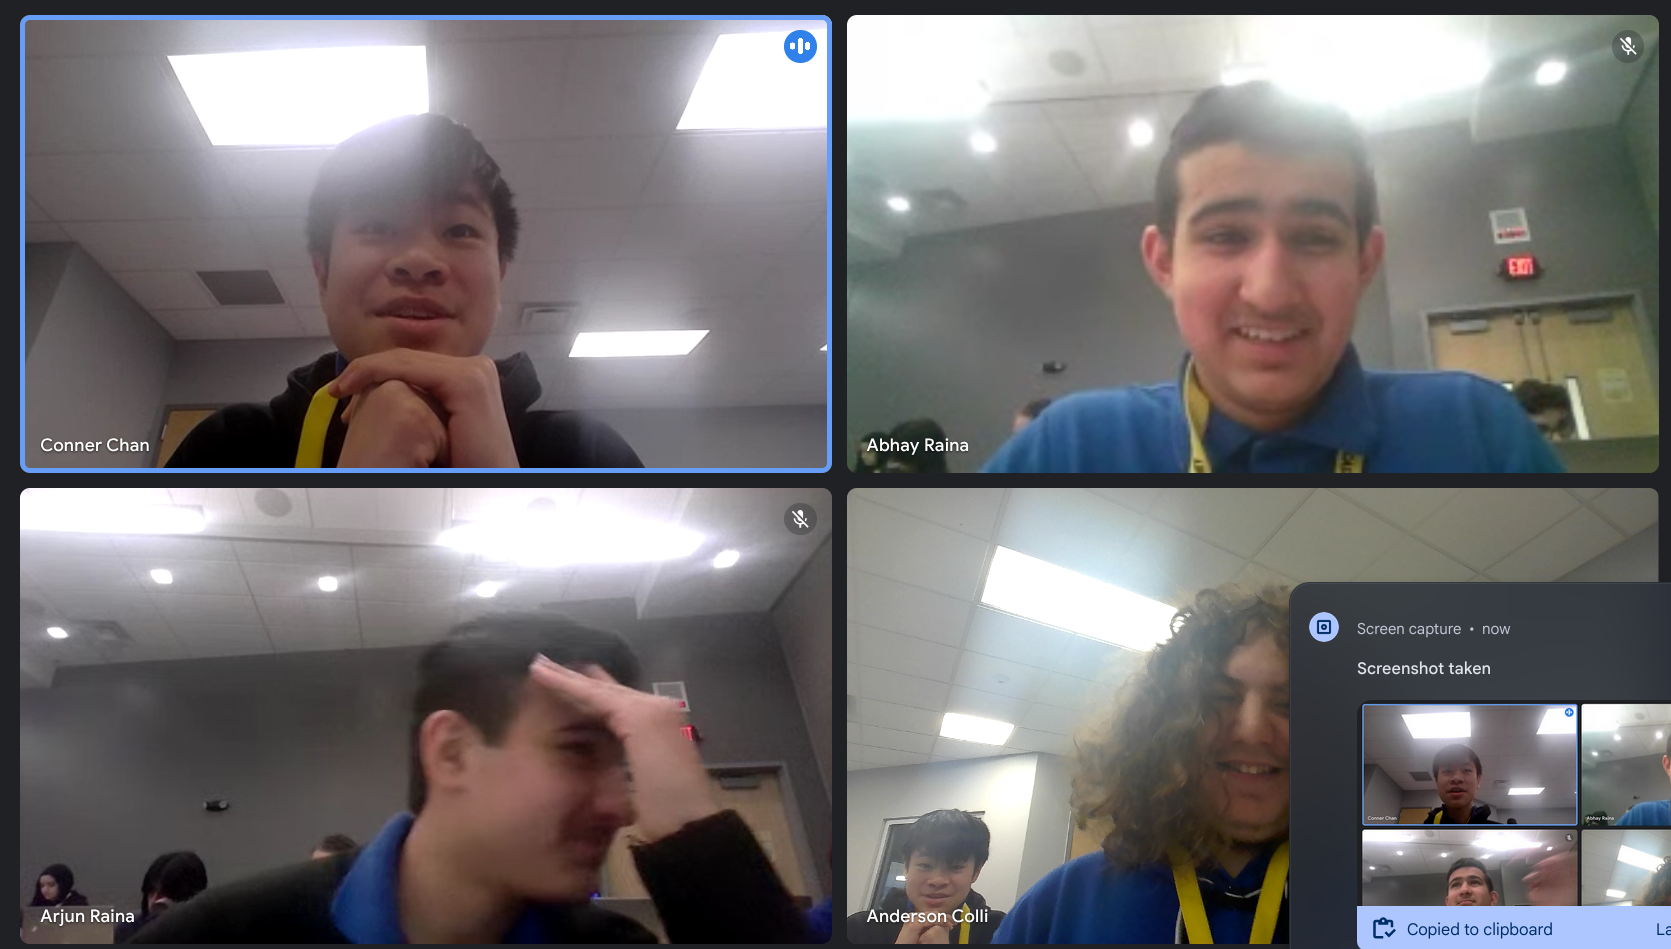 Conner Chan
Abhay Raina
EXIT
Arjun Raina
Anderson Colli
Screen capture • now
Screenshot taken
Conner Chan
Abhay Raina
Copied to clipboard
La